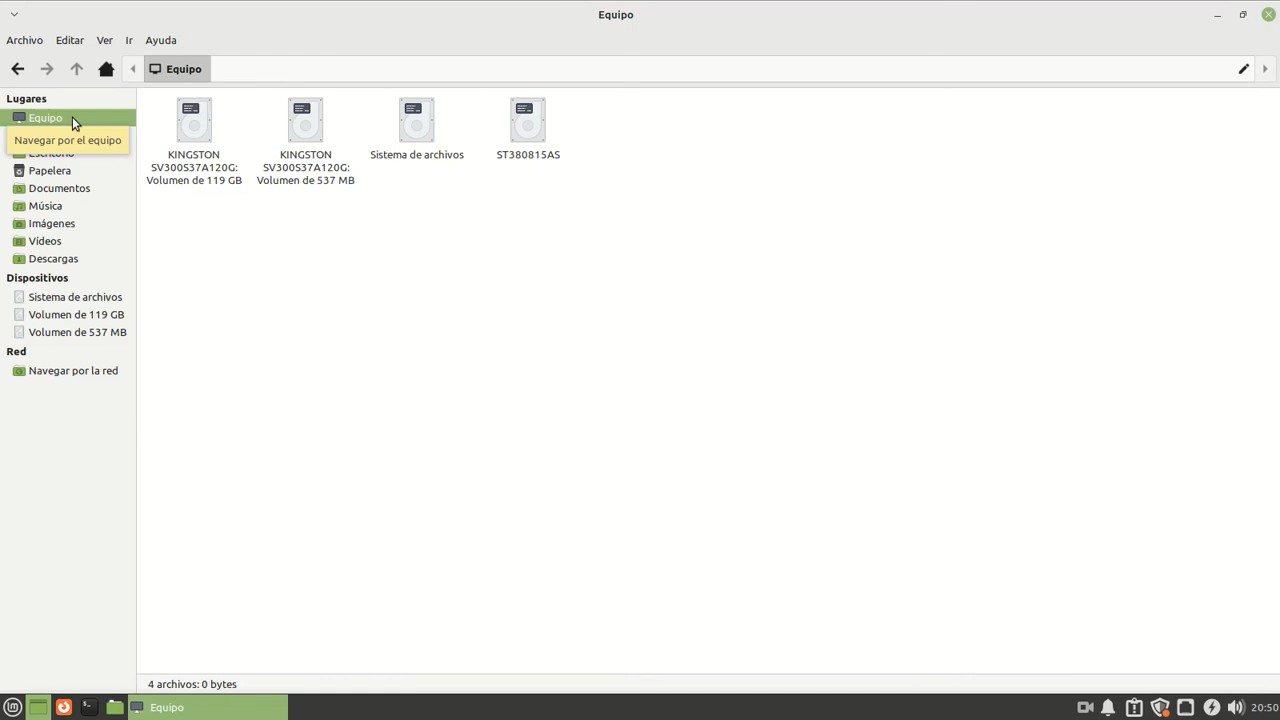 Equipo
Archivo Editar Ver Ir Ayuda
Equipo
Lugares
Equipo
Navegar por el equipo
Escritorio
Papelera
Documentos
Música
Imágenes
Vídeos
Descargas
Dispositivos
Sistema de archivos
Volumen de 119 GB
Volumen de 537 MB
Red
Navegar por la red
KINGSTON
SV300S37A120G:
Volumen de 119 GB
KINGSTON
SV300S37A120G:
Volumen de 537 MB
Sistema de archivos
ST380815AS
4 archivos: 0 bytes
Equipo
20:50